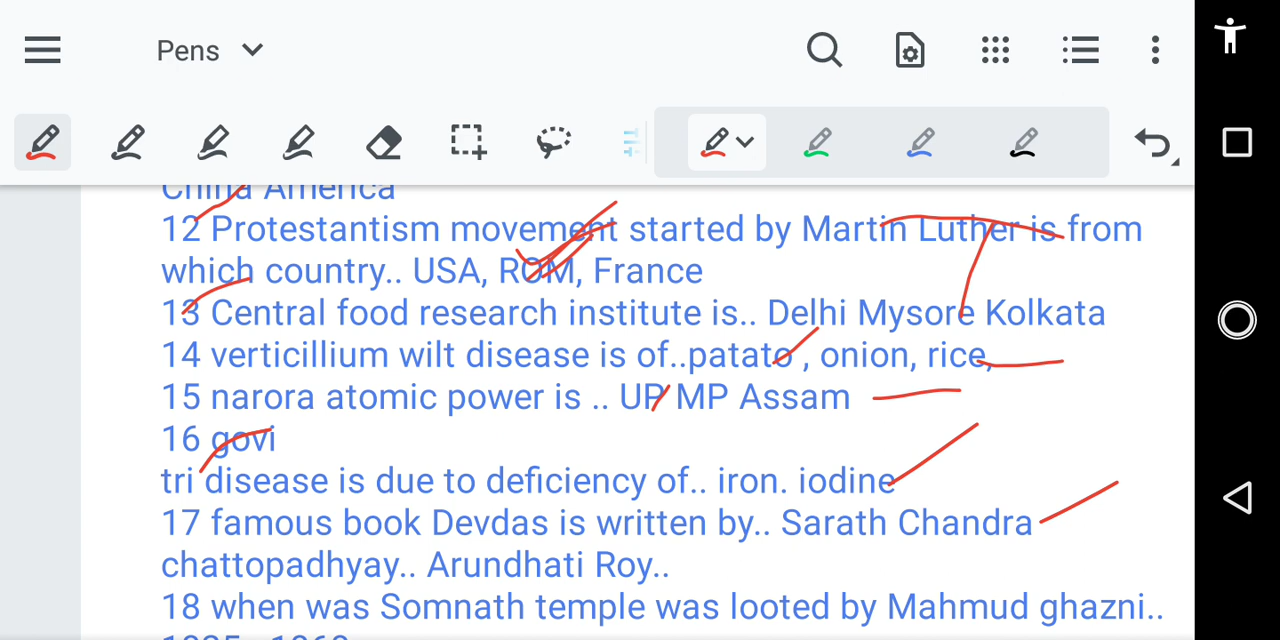 Pens
China America
12 Protestantism movement started by Martin Luther is from
which country.. USA, ROM, France
13 Central food research institute is.. Delhi Mysore Kolkata
14 verticillium wilt disease is of..patato , onion, rice,
15 narora atomic power is .. UP MP Assam
16 govi
tri disease is due to deficiency of.. iron. iodine
17 famous book Devdas is written by.. Sarath Chandra
chattopadhyay.. Arundhati Roy..
18 when was Somnath temple was looted by Mahmud ghazni..